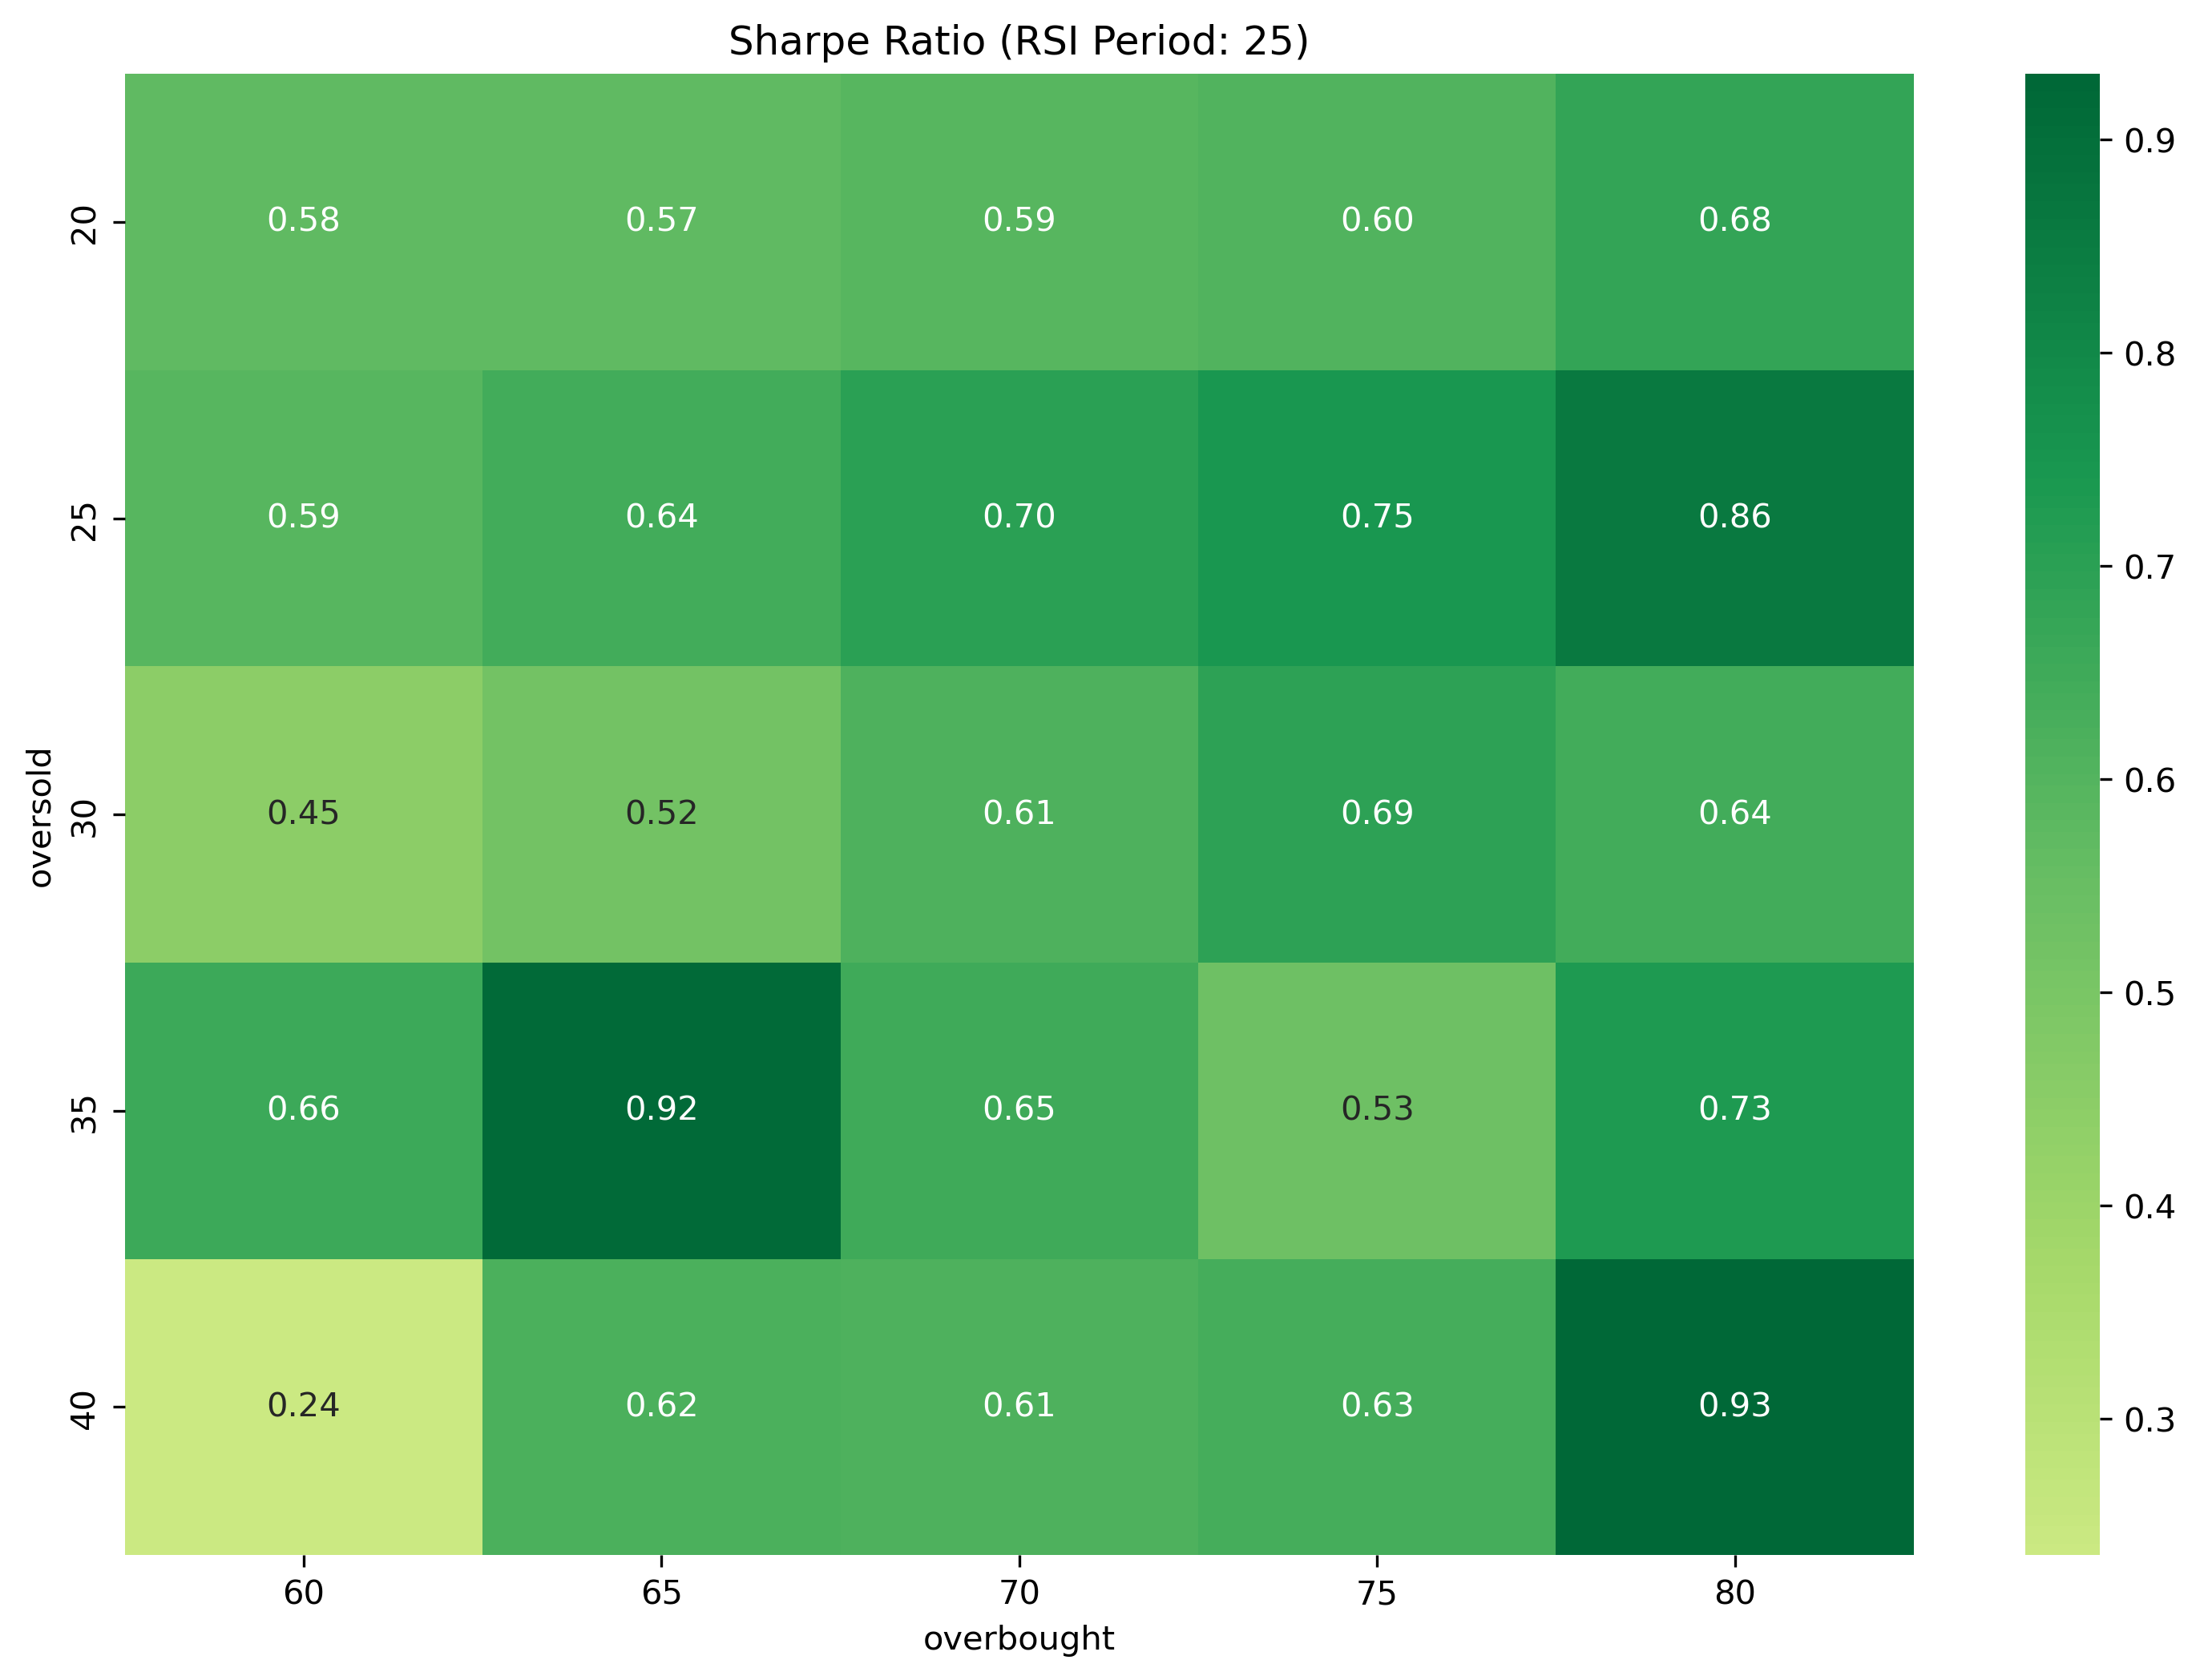 Sharpe Ratio (RSI Period: 25)
20 0.58 0.57 0.59 0.60 0.68
25 0.59 0.64 0.70 0.75 0.86
30 0.45 0.52 0.61 0.69 0.64
35 0.66 0.92 0.65 0.53 0.73
40 0.24 0.62 0.61 0.63 0.93
60 65 70 75 80
overbought
oversold
0.9
0.8
0.7
0.6
0.5
0.4
0.3